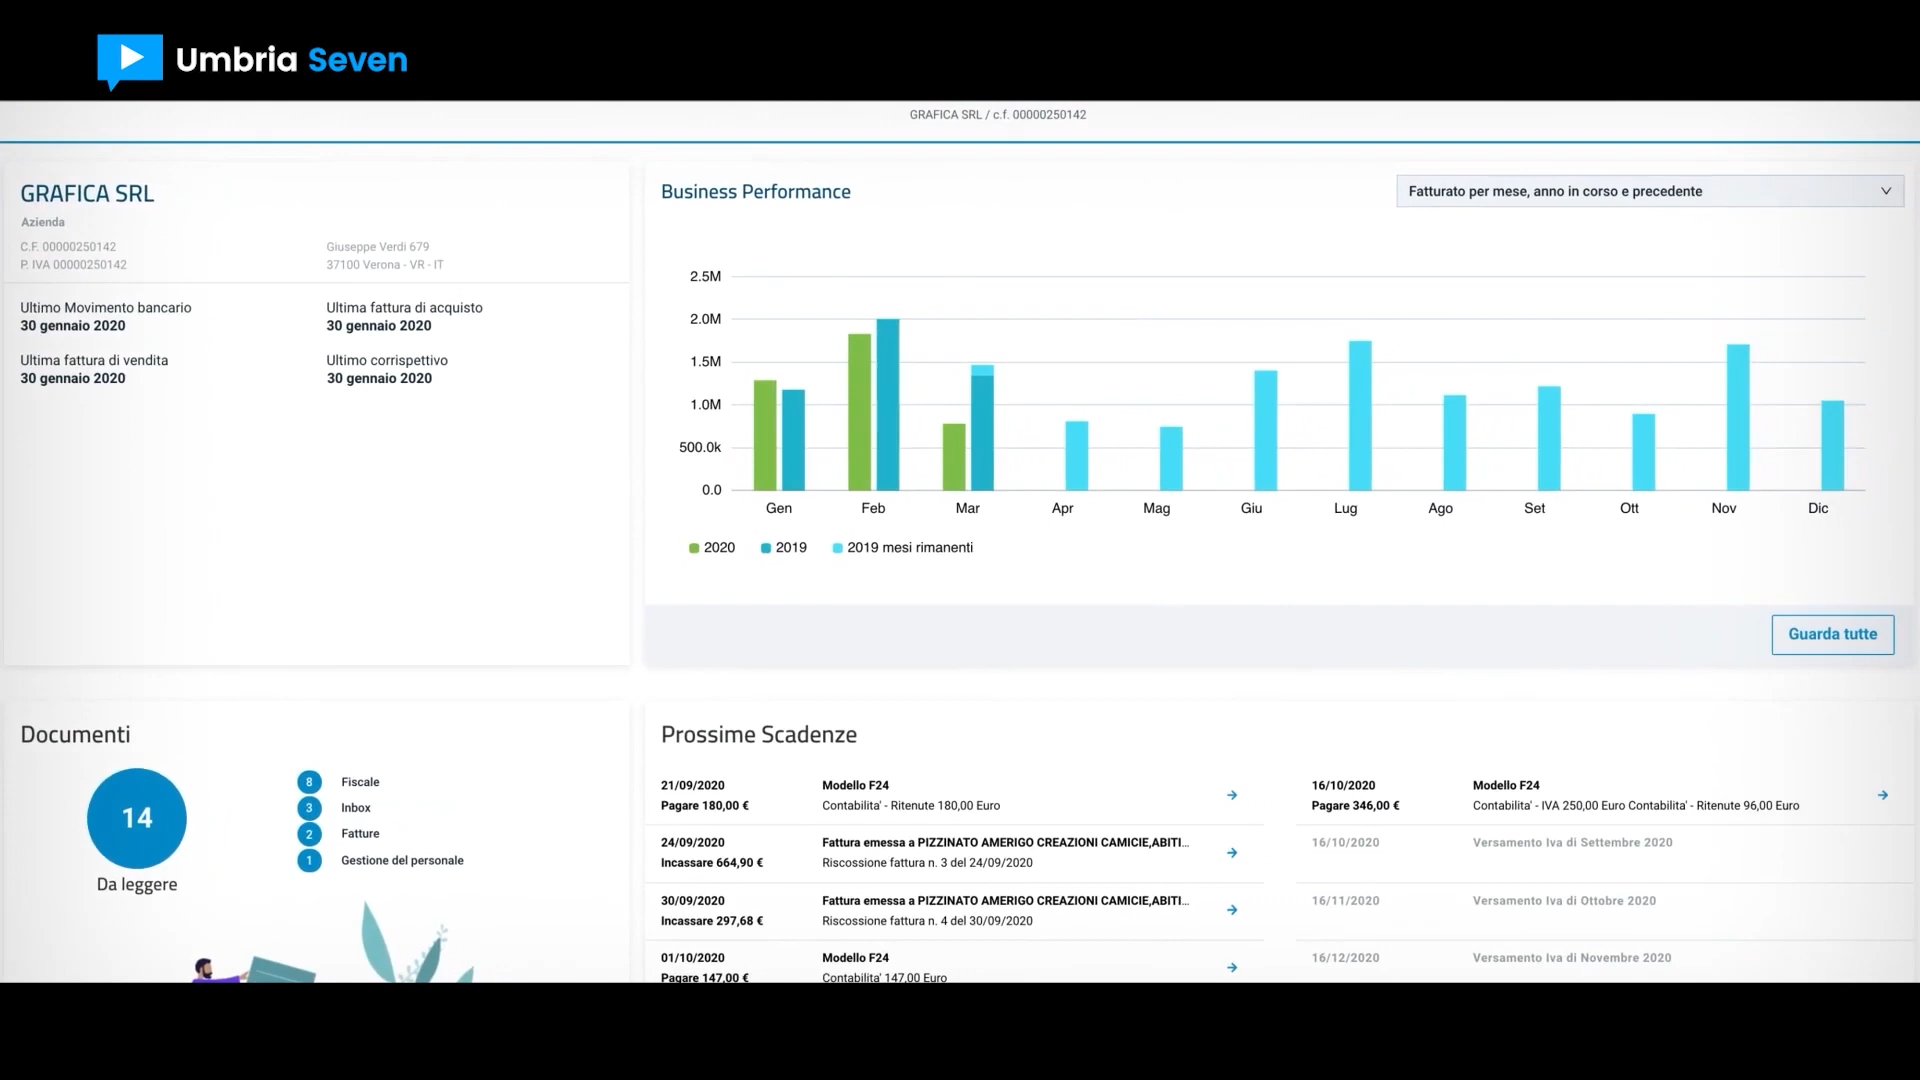 Umbria Seven
GRAFICA SRL / c.f. 00000250142
GRAFICA SRL
Azienda
C.F. 00000250142
P. IVA 00000250142
Giuseppe Verdi 679
37100 Verona - VR - IT
Ultimo Movimento bancario
30 gennaio 2020
Ultima fattura di acquisto
30 gennaio 2020
Ultima fattura di vendita
30 gennaio 2020
Ultimo corrispettivo
30 gennaio 2020
Business Performance
Fatturato per mese, anno in corso e precedente
2.5M
2.0M
1.5M
1.0M
500.0k
0.0
Gen Feb Mar Apr Mag Giu Lug Ago Set Ott Nov Dic
2020 2019 2019 mesi rimanenti
Guarda tutte
Documenti
14
Da leggere
8 Fiscale
3 Inbox
2 Fatture
1 Gestione del personale
Prossime Scadenze
21/09/2020 Modello F24
Pagare 180,00 € Contabilita' - Ritenute 180,00 Euro
24/09/2020 Fattura emessa a PIZZINATO AMERIGO CREAZIONI CAMICIE,ABITI...
Incassare 664,90 € Riscossione fattura n. 3 del 24/09/2020
30/09/2020 Fattura emessa a PIZZINATO AMERIGO CREAZIONI CAMICIE,ABITI...
Incassare 297,68 € Riscossione fattura n. 4 del 30/09/2020
01/10/2020 Modello F24
Pagare 147,00 € Contabilita' 147,00 Euro
16/10/2020 Modello F24
Pagare 346,00 € Contabilita' - IVA 250,00 Euro Contabilita' - Ritenute 96,00 Euro
16/10/2020 Versamento Iva di Settembre 2020
16/11/2020 Versamento Iva di Ottobre 2020
16/12/2020 Versamento Iva di Novembre 2020